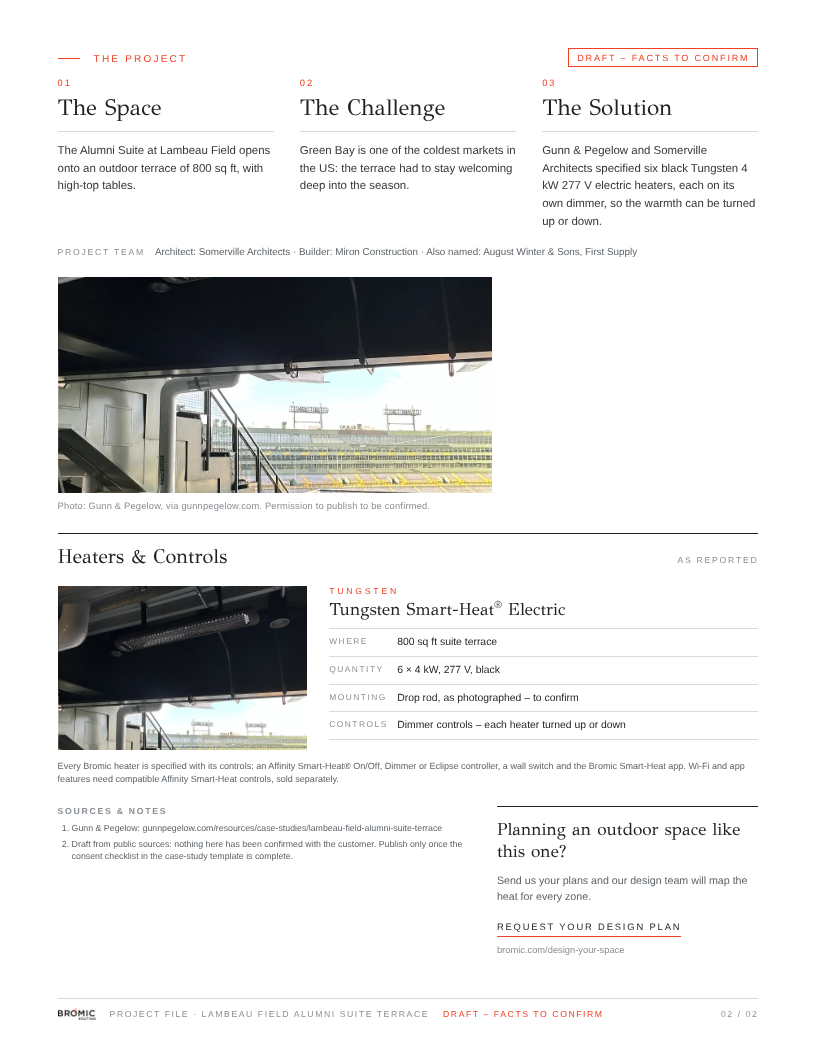 THE PROJECT
DRAFT – FACTS TO CONFIRM
01
The Space
The Alumni Suite at Lambeau Field opens
onto an outdoor terrace of 800 sq ft, with
high-top tables.
02
The Challenge
Green Bay is one of the coldest markets in
the US: the terrace had to stay welcoming
deep into the season.
03
The Solution
Gunn & Pegelow and Somerville
Architects specified six black Tungsten 4
kW 277 V electric heaters, each on its
own dimmer, so the warmth can be turned
up or down.
PROJECT TEAM Architect: Somerville Architects · Builder: Miron Construction · Also named: August Winter & Sons, First Supply
Photo: Gunn & Pegelow, via gunnpegelow.com. Permission to publish to be confirmed.
Heaters & Controls
AS REPORTED
TUNGSTEN
Tungsten Smart-Heat® Electric
WHERE 800 sq ft suite terrace
QUANTITY 6 × 4 kW, 277 V, black
MOUNTING Drop rod, as photographed – to confirm
CONTROLS Dimmer controls – each heater turned up or down
Every Bromic heater is specified with its controls: an Affinity Smart-Heat® On/Off, Dimmer or Eclipse controller, a wall switch and the Bromic Smart-Heat app. Wi-Fi and app
features need compatible Affinity Smart-Heat controls, sold separately.
SOURCES & NOTES
1. Gunn & Pegelow: gunnpegelow.com/resources/case-studies/lambeau-field-alumni-suite-terrace
2. Draft from public sources: nothing here has been confirmed with the customer. Publish only once the
consent checklist in the case-study template is complete.
Planning an outdoor space like
this one?
Send us your plans and our design team will map the
heat for every zone.
REQUEST YOUR DESIGN PLAN
bromic.com/design-your-space
BROMIC
HEATING
PROJECT FILE · LAMBEAU FIELD ALUMNI SUITE TERRACE
DRAFT – FACTS TO CONFIRM
02 / 02